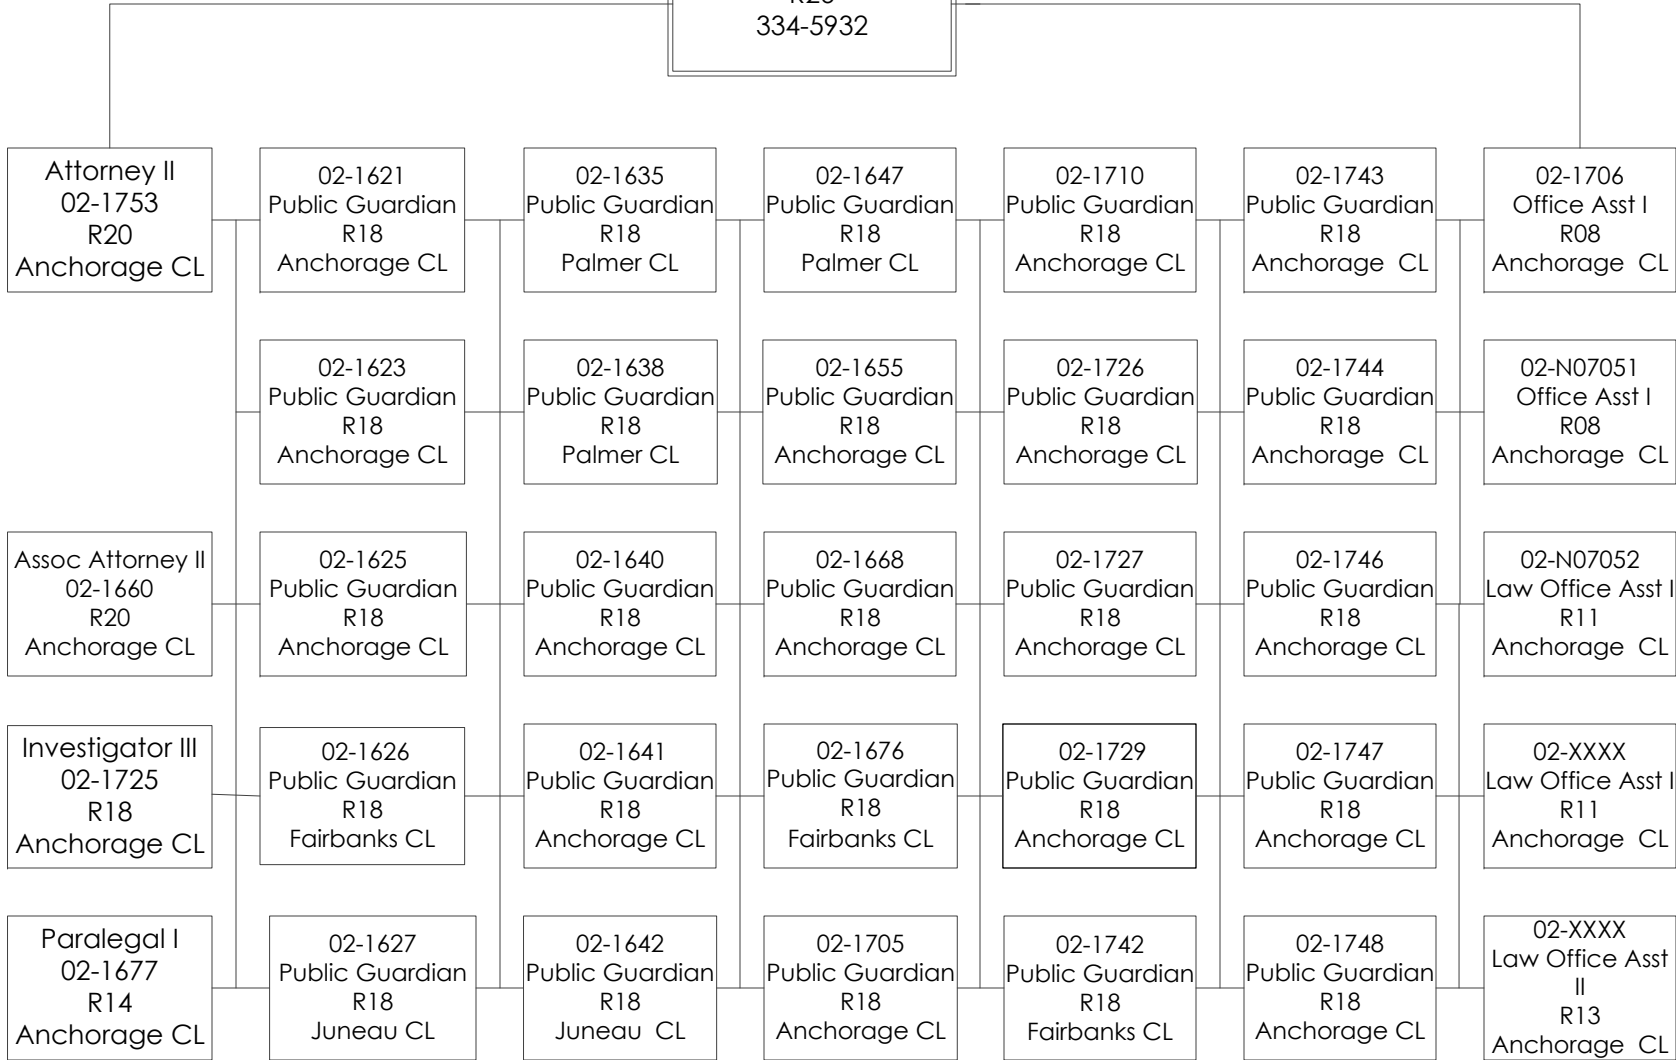 334-5932
Attorney II
02-1753
R20
Anchorage CL
02-1621
Public Guardian
R18
Anchorage CL
02-1635
Public Guardian
R18
Palmer CL
02-1647
Public Guardian
R18
Palmer CL
02-1710
Public Guardian
R18
Anchorage CL
02-1743
Public Guardian
R18
Anchorage CL
02-1706
Office Asst I
R08
Anchorage CL
02-1623
Public Guardian
R18
Anchorage CL
02-1638
Public Guardian
R18
Palmer CL
02-1655
Public Guardian
R18
Anchorage CL
02-1726
Public Guardian
R18
Anchorage CL
02-1744
Public Guardian
R18
Anchorage CL
02-N07051
Office Asst I
R08
Anchorage CL
Assoc Attorney II
02-1660
R20
Anchorage CL
02-1625
Public Guardian
R18
Anchorage CL
02-1640
Public Guardian
R18
Anchorage CL
02-1668
Public Guardian
R18
Anchorage CL
02-1727
Public Guardian
R18
Anchorage CL
02-1746
Public Guardian
R18
Anchorage CL
02-N07052
Law Office Asst I
R11
Anchorage CL
Investigator III
02-1725
R18
Anchorage CL
02-1626
Public Guardian
R18
Fairbanks CL
02-1641
Public Guardian
R18
Anchorage CL
02-1676
Public Guardian
R18
Fairbanks CL
02-1729
Public Guardian
R18
Anchorage CL
02-1747
Public Guardian
R18
Anchorage CL
02-XXXX
Law Office Asst I
R11
Anchorage CL
Paralegal I
02-1677
R14
Anchorage CL
02-1627
Public Guardian
R18
Juneau CL
02-1642
Public Guardian
R18
Juneau CL
02-1705
Public Guardian
R18
Anchorage CL
02-1742
Public Guardian
R18
Fairbanks CL
02-1748
Public Guardian
R18
Anchorage CL
02-XXXX
Law Office Asst
II
R13
Anchorage CL